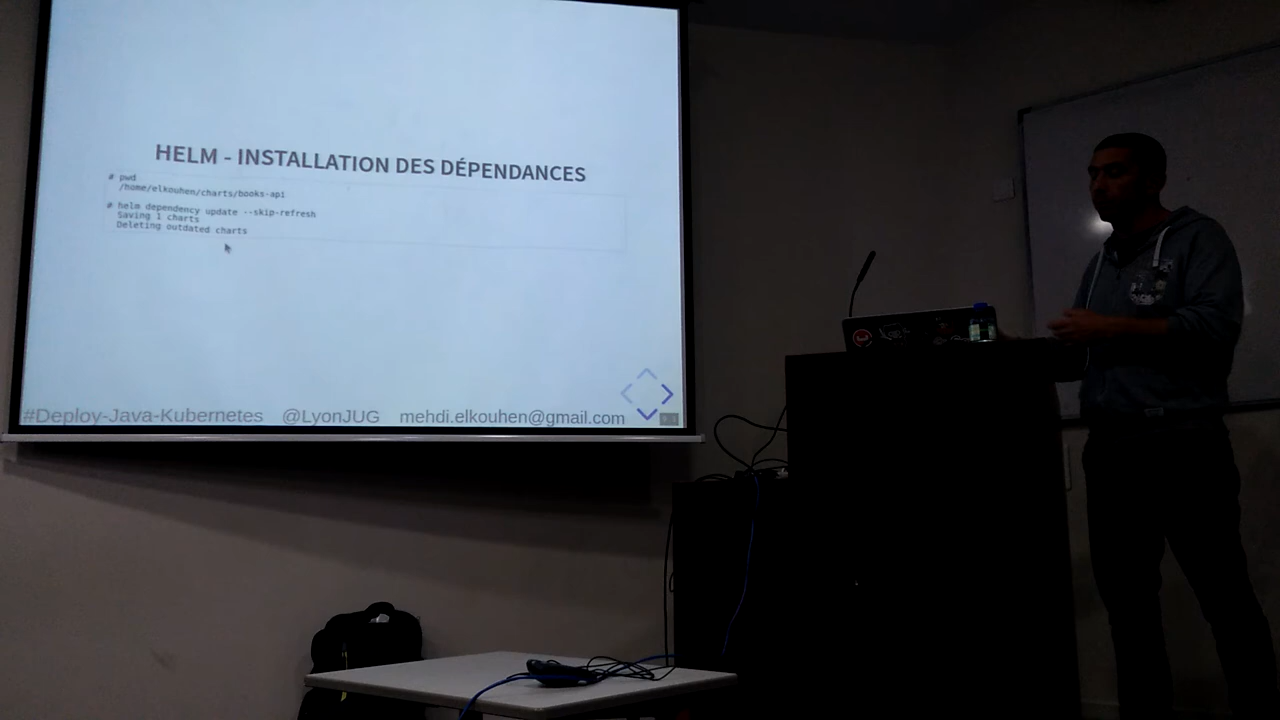 HELM - INSTALLATION DES DÉPENDANCES
# pwd
/home/elkouhen/charts/books-api
# helm dependency update --skip-refresh
Saving 1 charts
Deleting outdated charts
#Deploy-Java-Kubernetes @LyonJUG mehdi.elkouhen@gmail.com